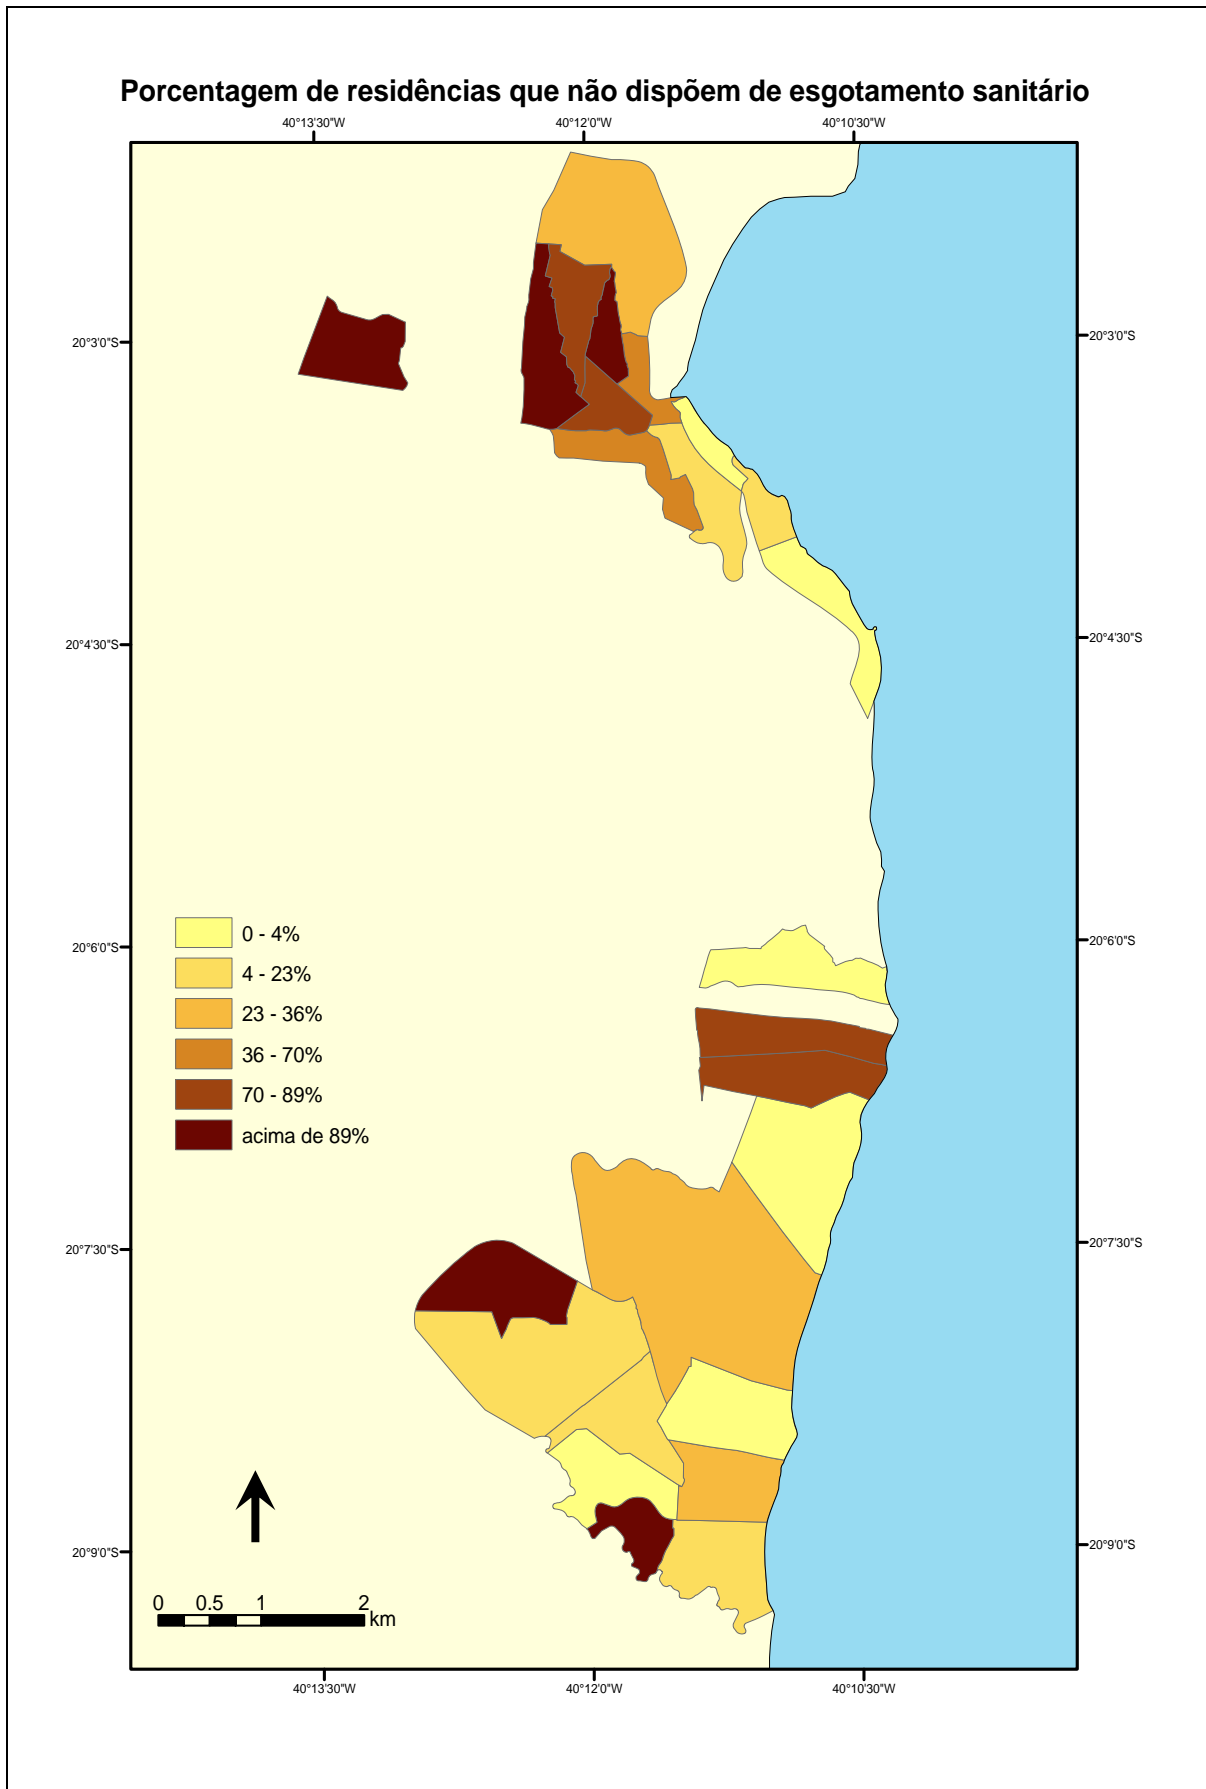 Porcentagem de residências que não dispõem de esgotamento sanitário
40°13'30"W 40°12'0"W 40°10'30"W
20°3'0"S 20°3'0"S
20°4'30"S 20°4'30"S
0 - 4%
20°6'0"S 20°6'0"S
4 - 23%
23 - 36%
36 - 70%
70 - 89%
acima de 89%
20°7'30"S 20°7'30"S
20°9'0"S 20°9'0"S
0 0.5 1 2
km
40°13'30"W 40°12'0"W 40°10'30"W